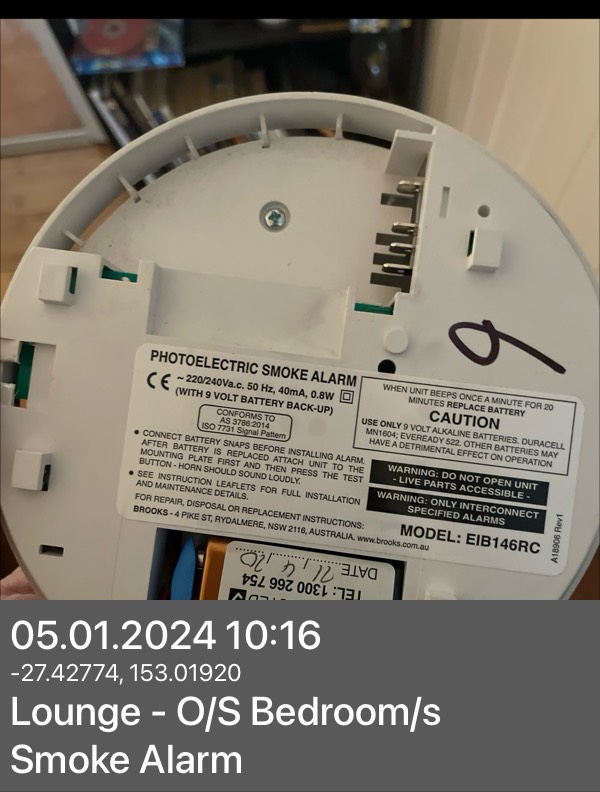 PHOTOELECTRIC SMOKE ALARM
CE ~ 220/240Va.c. 50 Hz, 40mA, 0.8W
(WITH 9 VOLT BATTERY BACK-UP)
CONFORMS TO
AS 3786:2014
ISO 7731 Signal Pattern
• CONNECT BATTERY SNAPS BEFORE INSTALLING ALARM.
AFTER BATTERY IS REPLACED ATTACH UNIT TO THE
MOUNTING PLATE FIRST AND THEN PRESS THE TEST
BUTTON - HORN SHOULD SOUND LOUDLY.
• SEE INSTRUCTION LEAFLETS FOR FULL INSTALLATION
AND MAINTENANCE DETAILS.
FOR REPAIR, DISPOSAL OR REPLACEMENT INSTRUCTIONS:
BROOKS - 4 PIKE ST, RYDALMERE, NSW 2116, AUSTRALIA. www.brooks.com.au
WHEN UNIT BEEPS ONCE A MINUTE FOR 20
MINUTES REPLACE BATTERY
CAUTION
USE ONLY 9 VOLT ALKALINE BATTERIES. DURACELL
MN1604; EVEREADY 522. OTHER BATTERIES MAY
HAVE A DETRIMENTAL EFFECT ON OPERATION
WARNING: DO NOT OPEN UNIT
- LIVE PARTS ACCESSIBLE -
WARNING: ONLY INTERCONNECT
SPECIFIED ALARMS
MODEL: EIB146RC
A18906 Rev1
DATE: 21/4/20
TEL: 1300 266 754
05.01.2024 10:16
-27.42774, 153.01920
Lounge - O/S Bedroom/s
Smoke Alarm